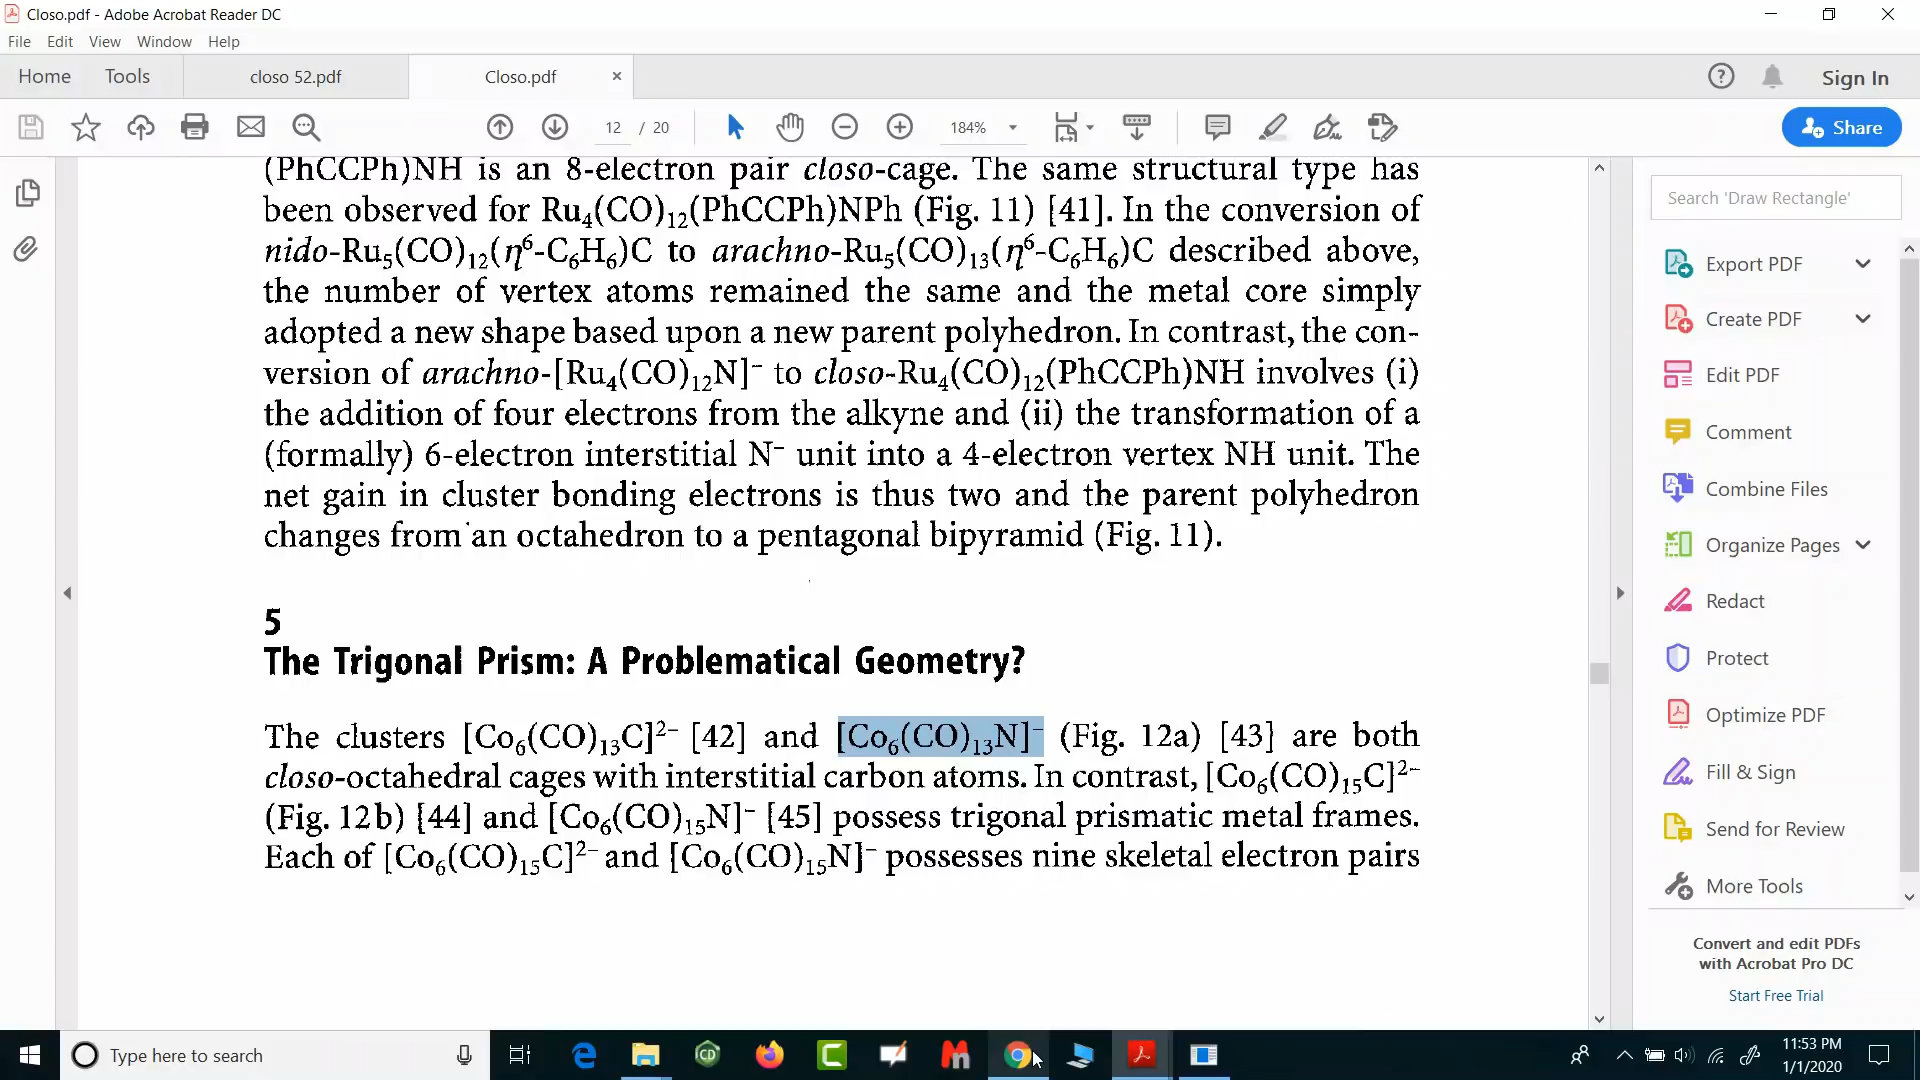 Closo.pdf - Adobe Acrobat Reader DC
File Edit View Window Help
Home Tools closo 52.pdf Closo.pdf × Sign In
12 / 20 184% Share
(PhCCPh)NH is an 8-electron pair closo-cage. The same structural type has
been observed for Ru₄(CO)₁₂(PhCCPh)NPh (Fig. 11) [41]. In the conversion of
nido-Ru₅(CO)₁₂(η⁶-C₆H₆)C to arachno-Ru₅(CO)₁₃(η⁶-C₆H₆)C described above,
the number of vertex atoms remained the same and the metal core simply
adopted a new shape based upon a new parent polyhedron. In contrast, the con-
version of arachno-[Ru₄(CO)₁₂N]⁻ to closo-Ru₄(CO)₁₂(PhCCPh)NH involves (i)
the addition of four electrons from the alkyne and (ii) the transformation of a
(formally) 6-electron interstitial N⁻ unit into a 4-electron vertex NH unit. The
net gain in cluster bonding electrons is thus two and the parent polyhedron
changes from an octahedron to a pentagonal bipyramid (Fig. 11).
5
The Trigonal Prism: A Problematical Geometry?
The clusters [Co₆(CO)₁₃C]²⁻ [42] and [Co₆(CO)₁₃N]⁻ (Fig. 12a) [43] are both
closo-octahedral cages with interstitial carbon atoms. In contrast, [Co₆(CO)₁₅C]²⁻
(Fig. 12b) [44] and [Co₆(CO)₁₅N]⁻ [45] possess trigonal prismatic metal frames.
Each of [Co₆(CO)₁₅C]²⁻ and [Co₆(CO)₁₅N]⁻ possesses nine skeletal electron pairs
Search 'Draw Rectangle'
Export PDF
Create PDF
Edit PDF
Comment
Combine Files
Organize Pages
Redact
Protect
Optimize PDF
Fill & Sign
Send for Review
More Tools
Convert and edit PDFs
with Acrobat Pro DC
Start Free Trial
Type here to search
11:53 PM
1/1/2020